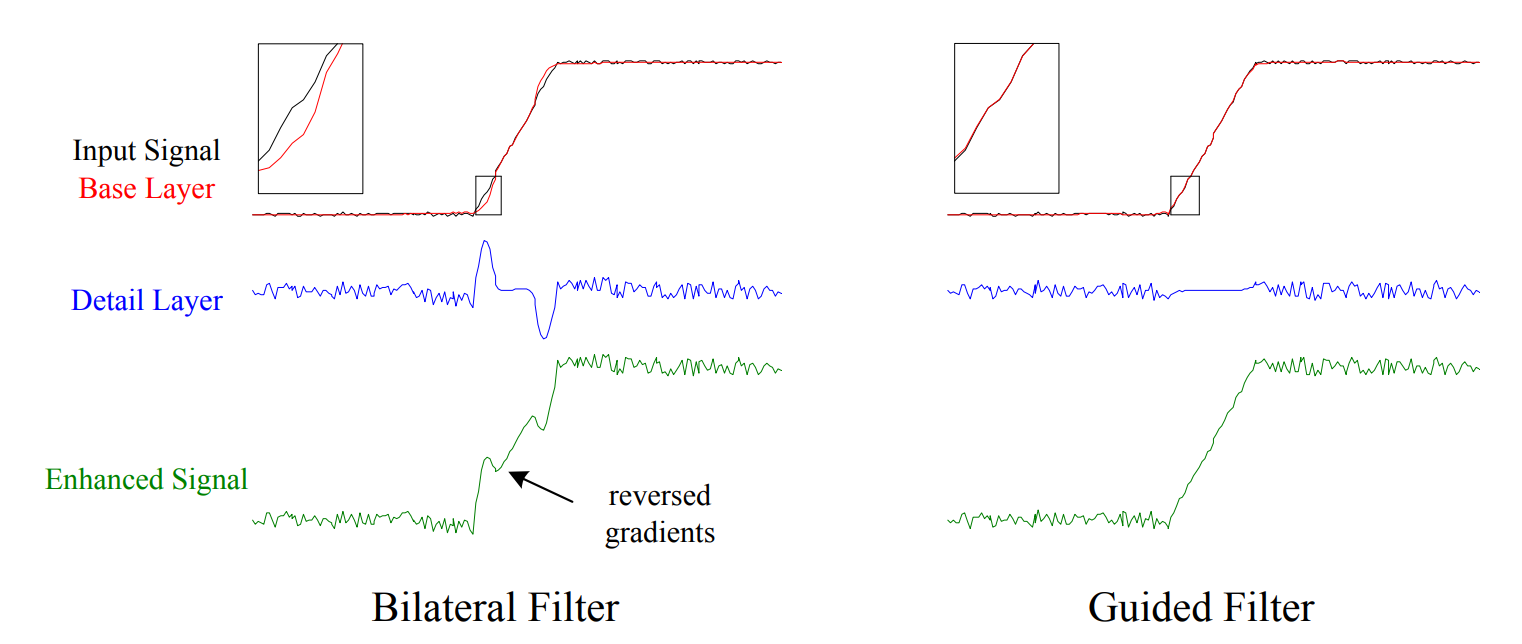 Input Signal
Base Layer
Detail Layer
Enhanced Signal
reversed
gradients
Bilateral Filter
Guided Filter